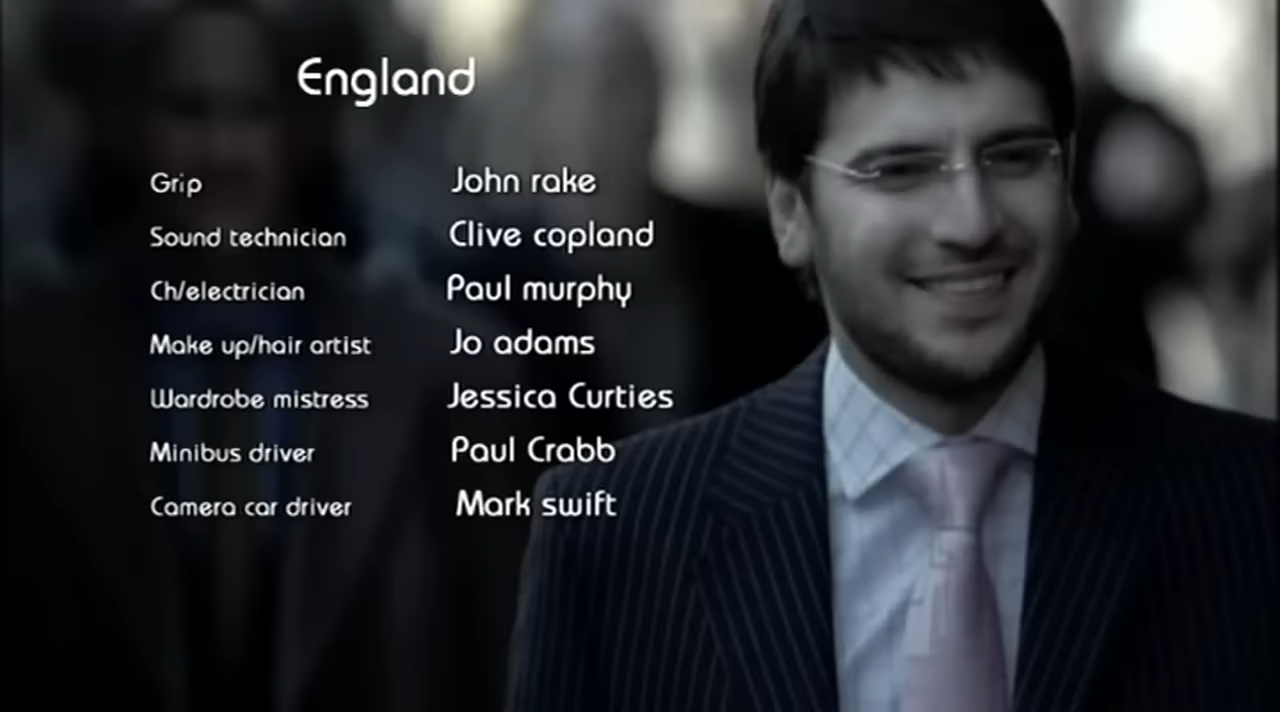 England
Grip John rake
Sound technician Clive copland
Ch/electrician Paul murphy
Make up/hair artist Jo adams
Wardrobe mistress Jessica Curties
Minibus driver Paul Crabb
Camera car driver Mark swift